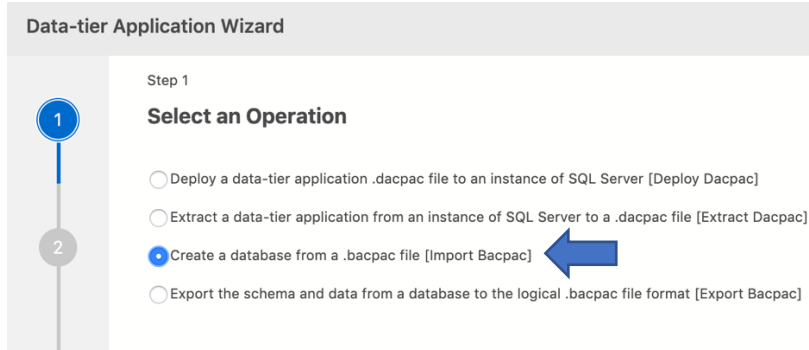 Data-tier Application Wizard
Step 1
1
Select an Operation
Deploy a data-tier application .dacpac file to an instance of SQL Server [Deploy Dacpac]
Extract a data-tier application from an instance of SQL Server to a .dacpac file [Extract Dacpac]
2
Create a database from a .bacpac file [Import Bacpac]
Export the schema and data from a database to the logical .bacpac file format [Export Bacpac]